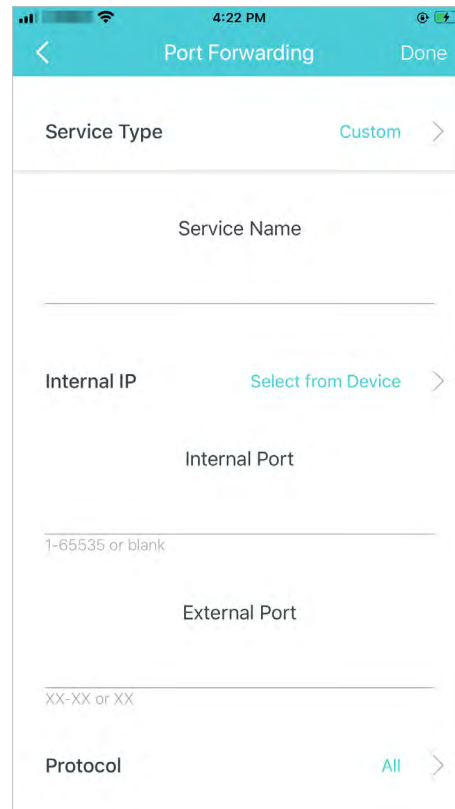 4:22 PM
Port Forwarding Done
Service Type Custom
Service Name
Internal IP Select from Device
Internal Port
1-65535 or blank
External Port
XX-XX or XX
Protocol All